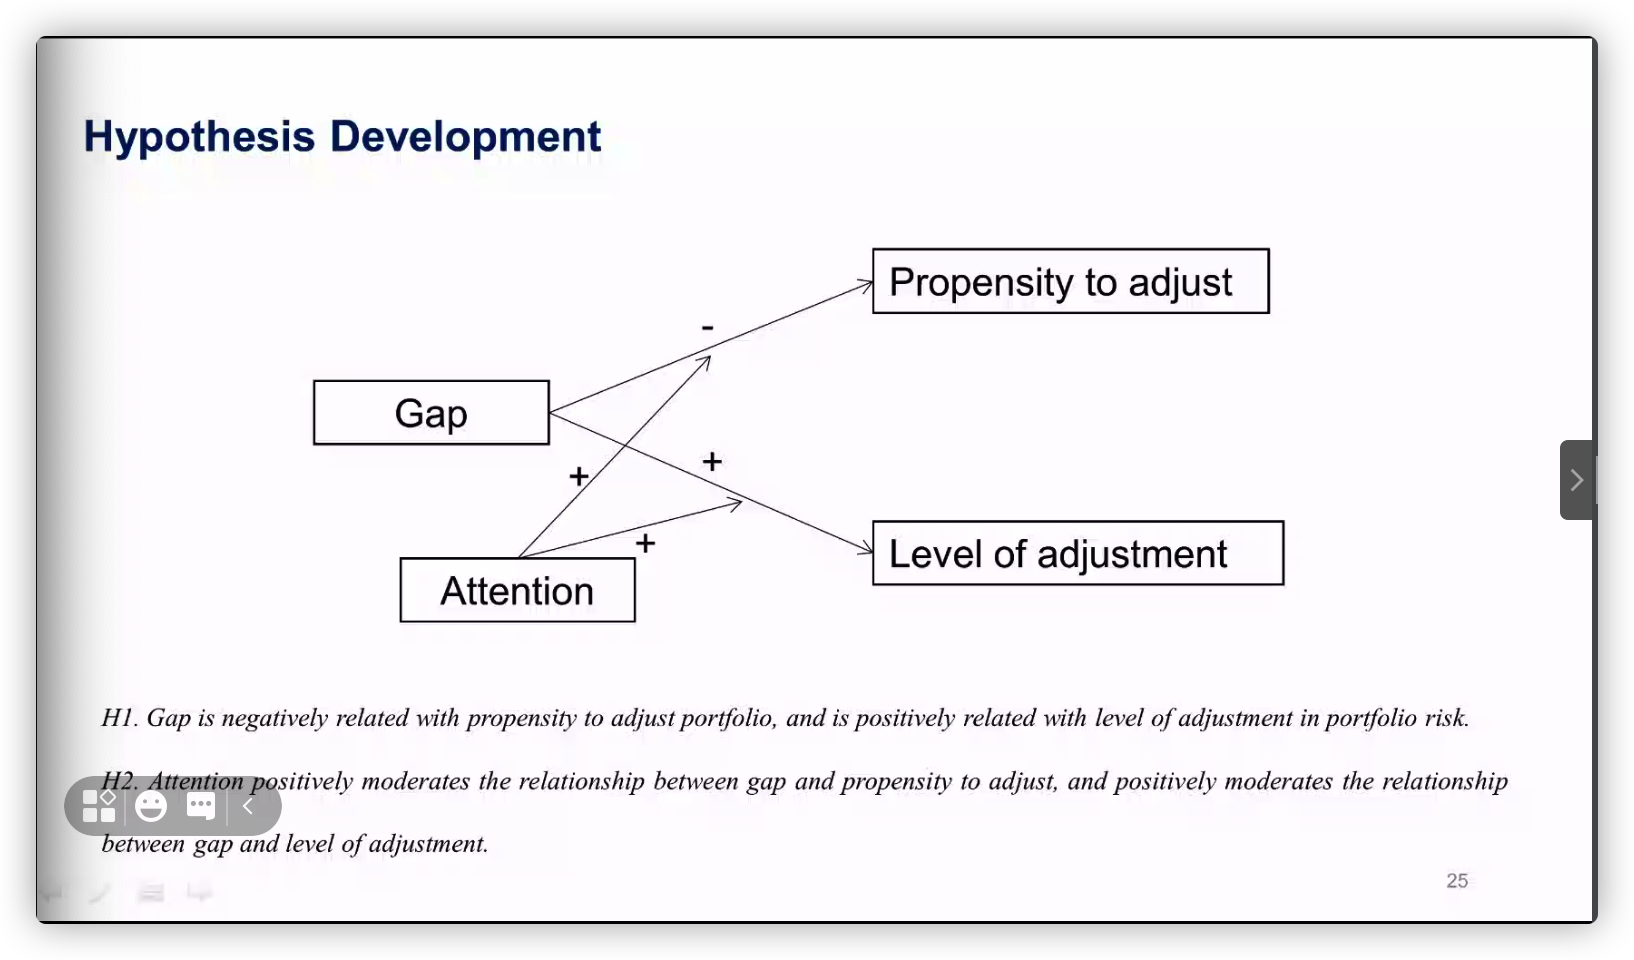 Hypothesis Development
Propensity to adjust
-
Gap
+
+
Level of adjustment
+
Attention
H1. Gap is negatively related with propensity to adjust portfolio, and is positively related with level of adjustment in portfolio risk.
H2. Attention positively moderates the relationship between gap and propensity to adjust, and positively moderates the relationship
between gap and level of adjustment.
25